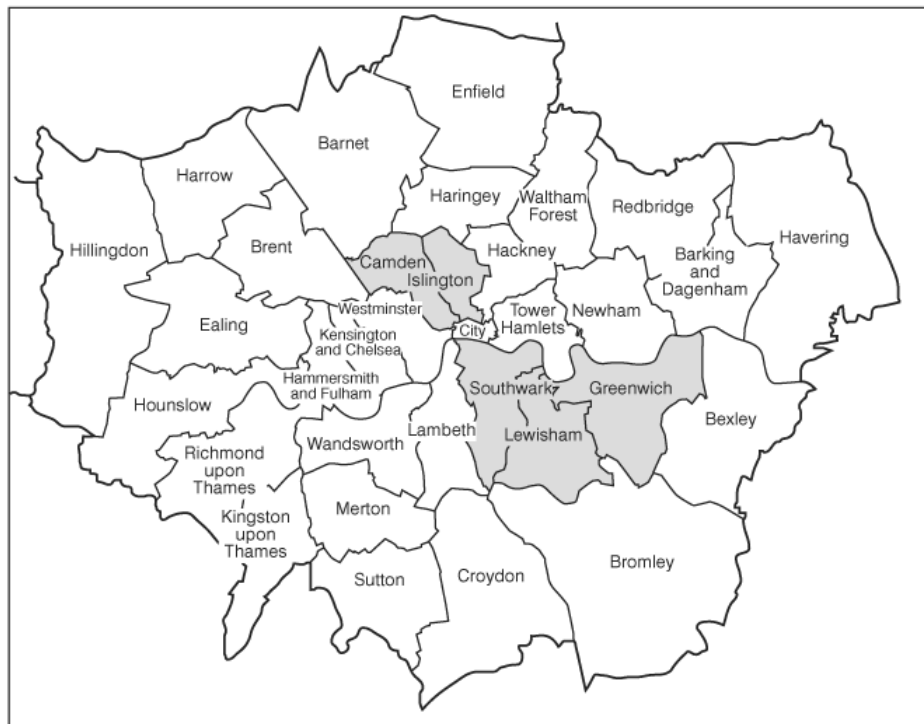 Enfield
Barnet
Harrow
Haringey
Waltham
Forest
Redbridge
Havering
Hillingdon
Brent
Hackney
Camden
Islington
Barking
and
Dagenham
Westminster
City
Tower
Hamlets
Newham
Ealing
Kensington
and Chelsea
Hammersmith
and Fulham
Southwark
Greenwich
Hounslow
Bexley
Lambeth
Wandsworth
Lewisham
Richmond
upon
Thames
Merton
Kingston
upon
Thames
Bromley
Sutton
Croydon